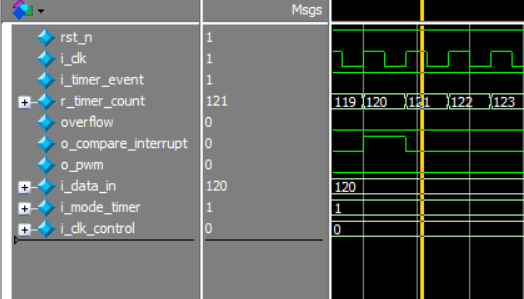 Msgs
rst_n 1
i_clk 1
i_timer_event 1
r_timer_count 121 119 120 121 122 123
overflow 0
o_compare_interrupt 0
o_pwm 0
i_data_in 120 120
i_mode_timer 1 1
i_clk_control 0 0